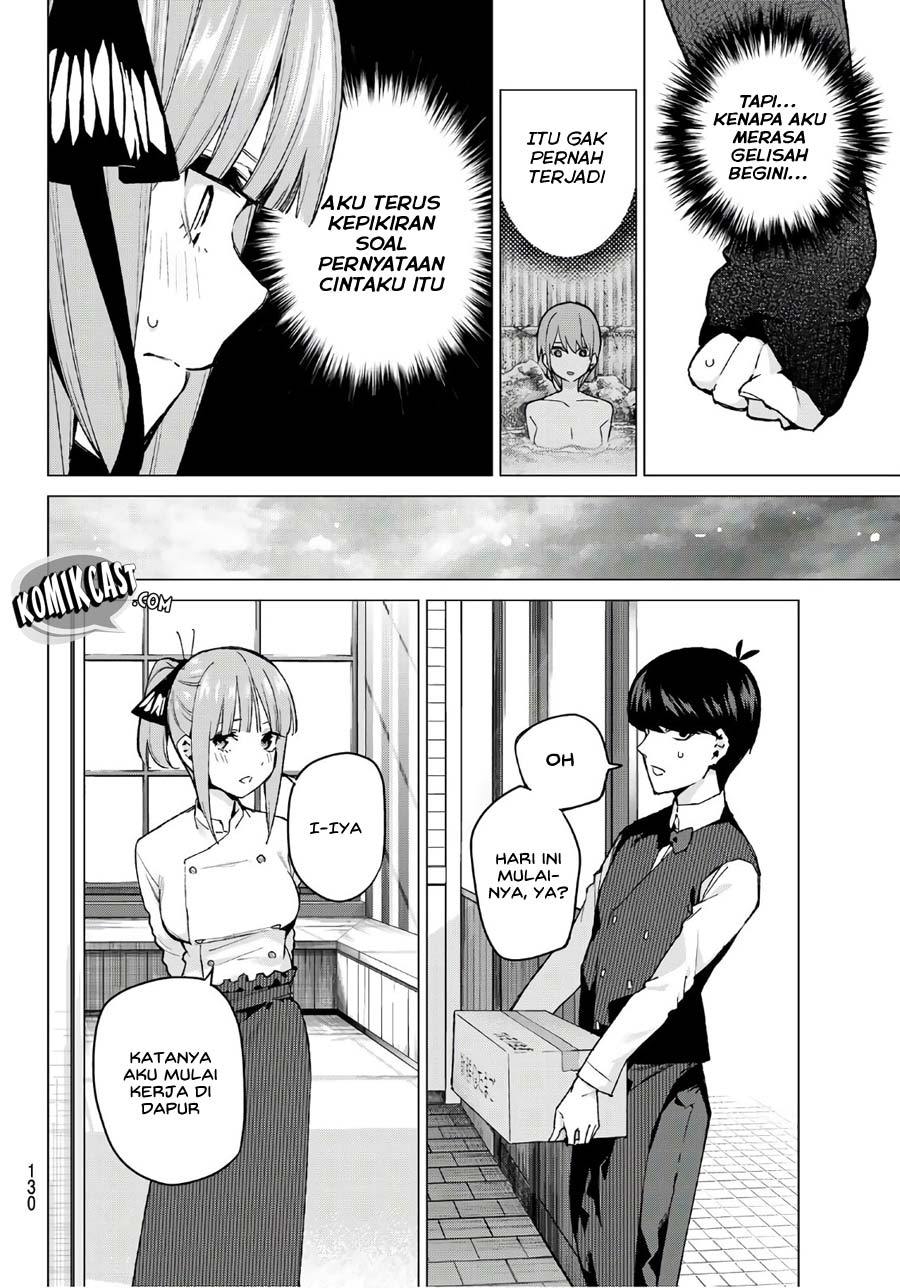 TAPI...
KENAPA AKU
MERASA
GELISAH
BEGINI...
ITU GAK
PERNAH
TERJADI
AKU TERUS
KEPIKIRAN
SOAL
PERNYATAAN
CINTAKU ITU
KOMIKCAST
.COM
OH
HARI INI
MULAI-
NYA, YA?
I-IYA
KATANYA
AKU MULAI
KERJA DI
DAPUR
130